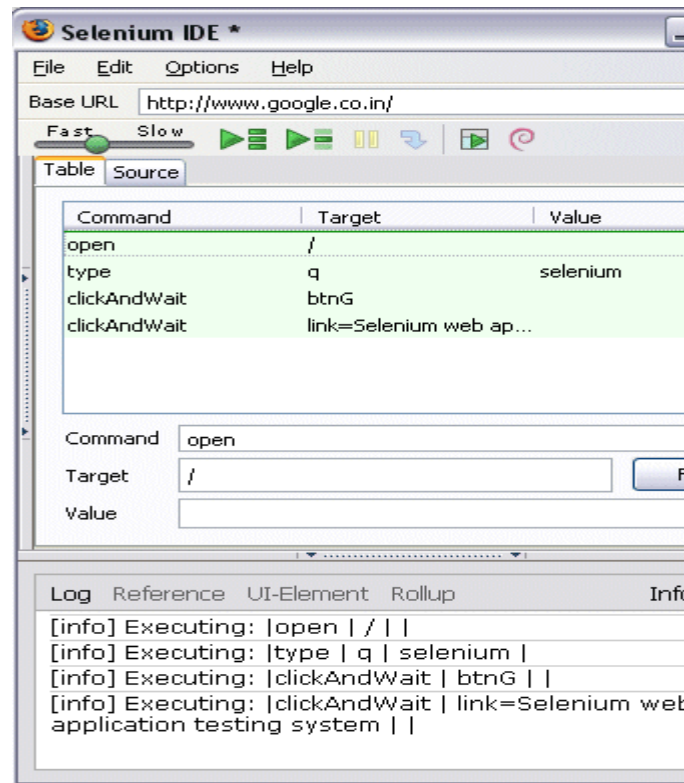 Selenium IDE *
File Edit Options Help
Base URL http://www.google.co.in/
Fast Slow
Table Source
Command Target Value
open /
type q selenium
clickAndWait btnG
clickAndWait link=Selenium web ap...
Command open
Target /
Value
Log Reference UI-Element Rollup Info
[info] Executing: |open | / | |
[info] Executing: |type | q | selenium |
[info] Executing: |clickAndWait | btnG | |
[info] Executing: |clickAndWait | link=Selenium web
application testing system | |